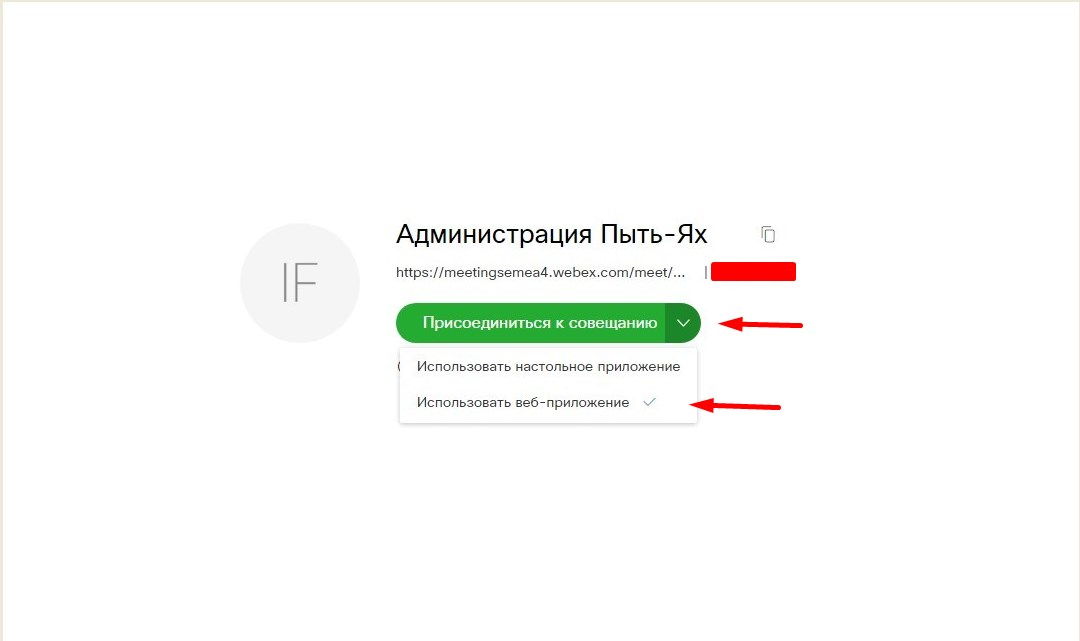 IF
Администрация Пыть-Ях
https://meetingsemea4.webex.com/meet/... |
Присоединиться к совещанию
Использовать настольное приложение
Использовать веб-приложение